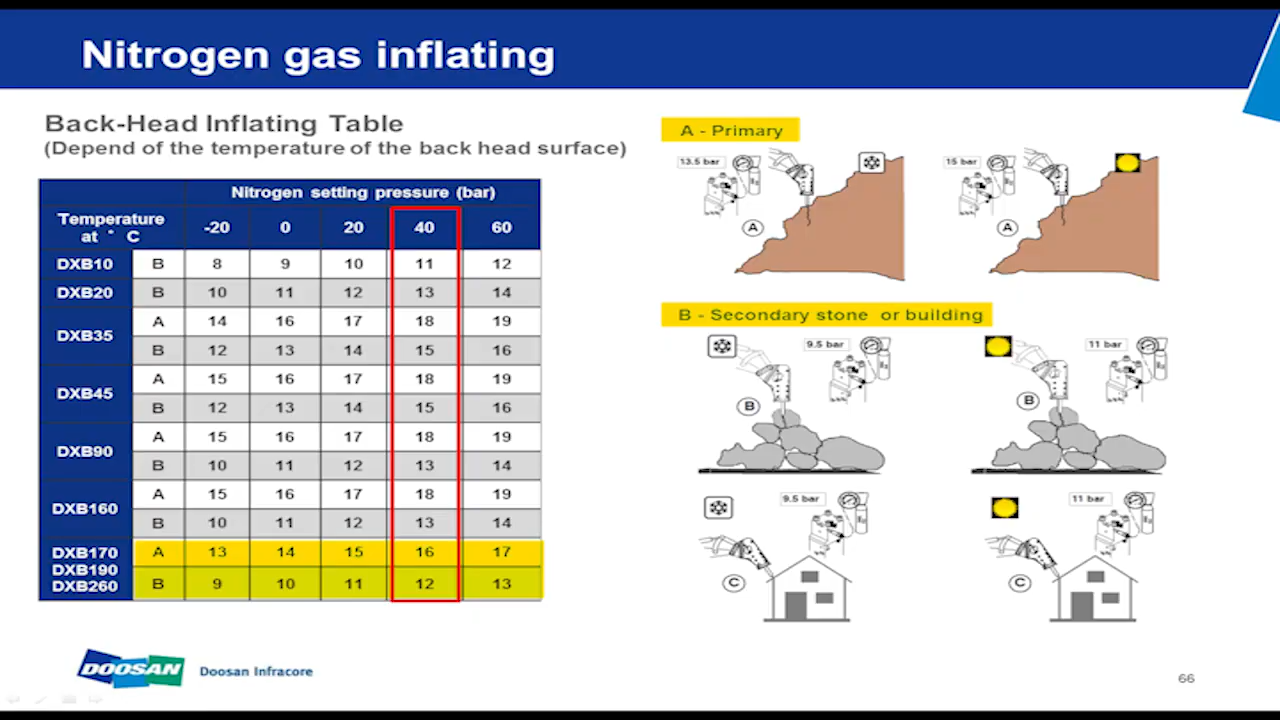 Nitrogen gas inflating
Back-Head Inflating Table
(Depend of the temperature of the back head surface)
Nitrogen setting pressure (bar)
Temperature
at ° C
-20 0 20 40 60
DXB10 B 8 9 10 11 12
DXB20 B 10 11 12 13 14
DXB35
A 14 16 17 18 19
B 12 13 14 15 16
DXB45
A 15 16 17 18 19
B 12 13 14 15 16
DXB90
A 15 16 17 18 19
B 10 11 12 13 14
DXB160
A 15 16 17 18 19
B 10 11 12 13 14
DXB170
DXB190
DXB260
A 13 14 15 16 17
B 9 10 11 12 13
A - Primary
13.5 bar
A
15 bar
A
B - Secondary stone or building
9.5 bar
B
11 bar
B
9.5 bar
C
11 bar
C
DOOSAN
Doosan Infracore
66